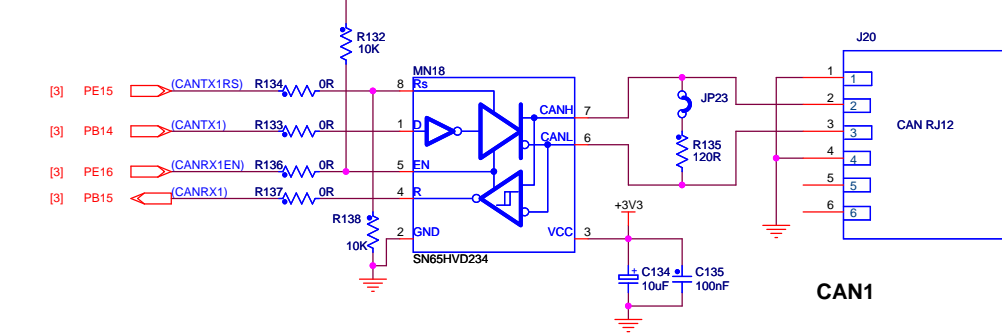 R132
10K
J20
MN18
[3] PE15 (CANTX1RS) R134 0R 8 Rs
1 1
JP23
2 2
CANH 7
[3] PB14 (CANTX1) R133 0R 1 D
CANL 6
3 3
CAN RJ12
R135
120R
4 4
[3] PE16 (CANRX1EN) R136 0R 5 EN
5 5
[3] PB15 (CANRX1) R137 0R 4 R
6 6
+3V3
R138
10K
2 GND
VCC 3
SN65HVD234
+
C134
10uF
C135
100nF
CAN1